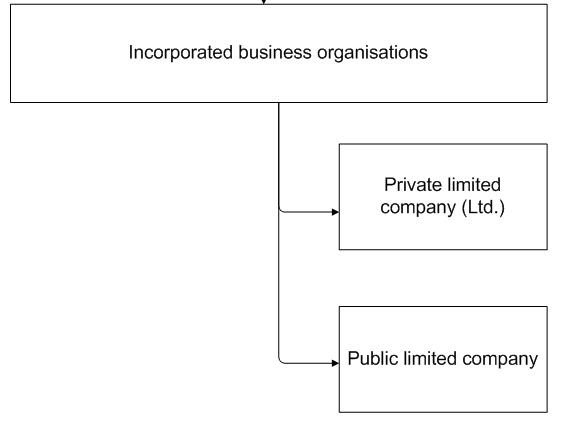 Incorporated business organisations
Private limited
company (Ltd.)
Public limited company